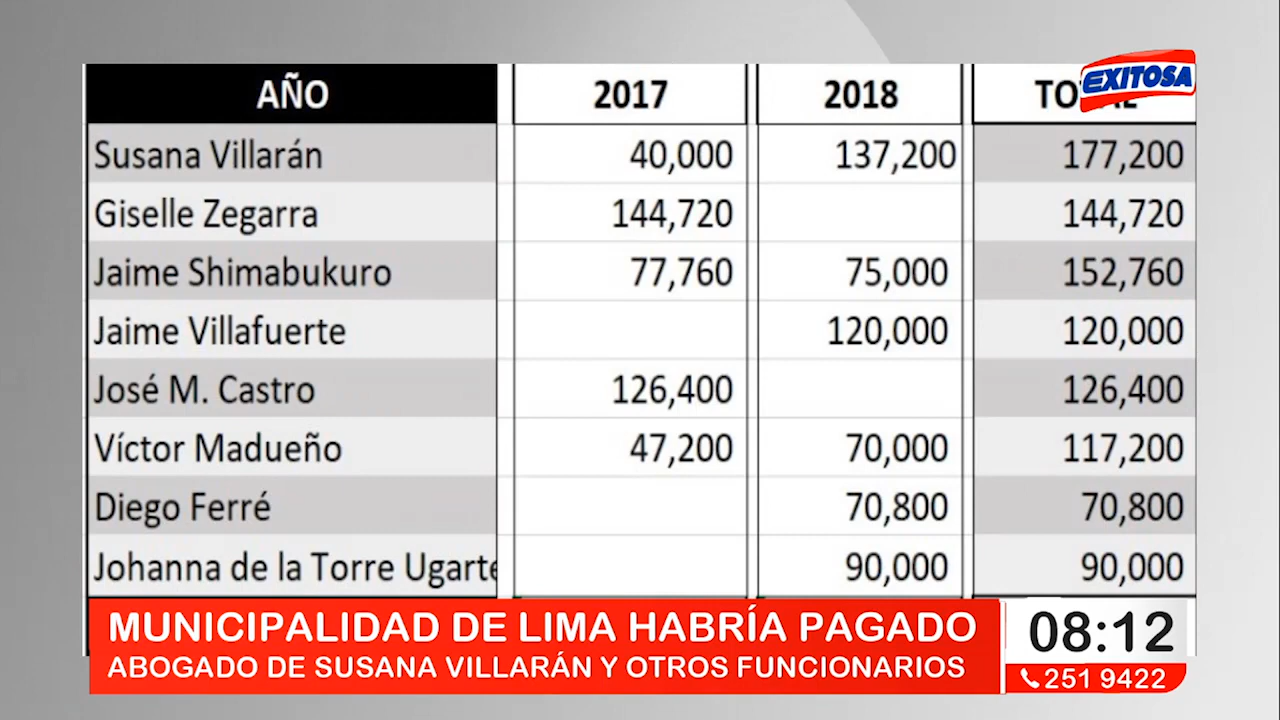 AÑO 2017 2018 TOTAL
EXITOSA
Susana Villarán 40,000 137,200 177,200
Giselle Zegarra 144,720 144,720
Jaime Shimabukuro 77,760 75,000 152,760
Jaime Villafuerte 120,000 120,000
José M. Castro 126,400 126,400
Víctor Madueño 47,200 70,000 117,200
Diego Ferré 70,800 70,800
Johanna de la Torre Ugarte 90,000 90,000
MUNICIPALIDAD DE LIMA HABRÍA PAGADO
ABOGADO DE SUSANA VILLARÁN Y OTROS FUNCIONARIOS
08:12
251 9422